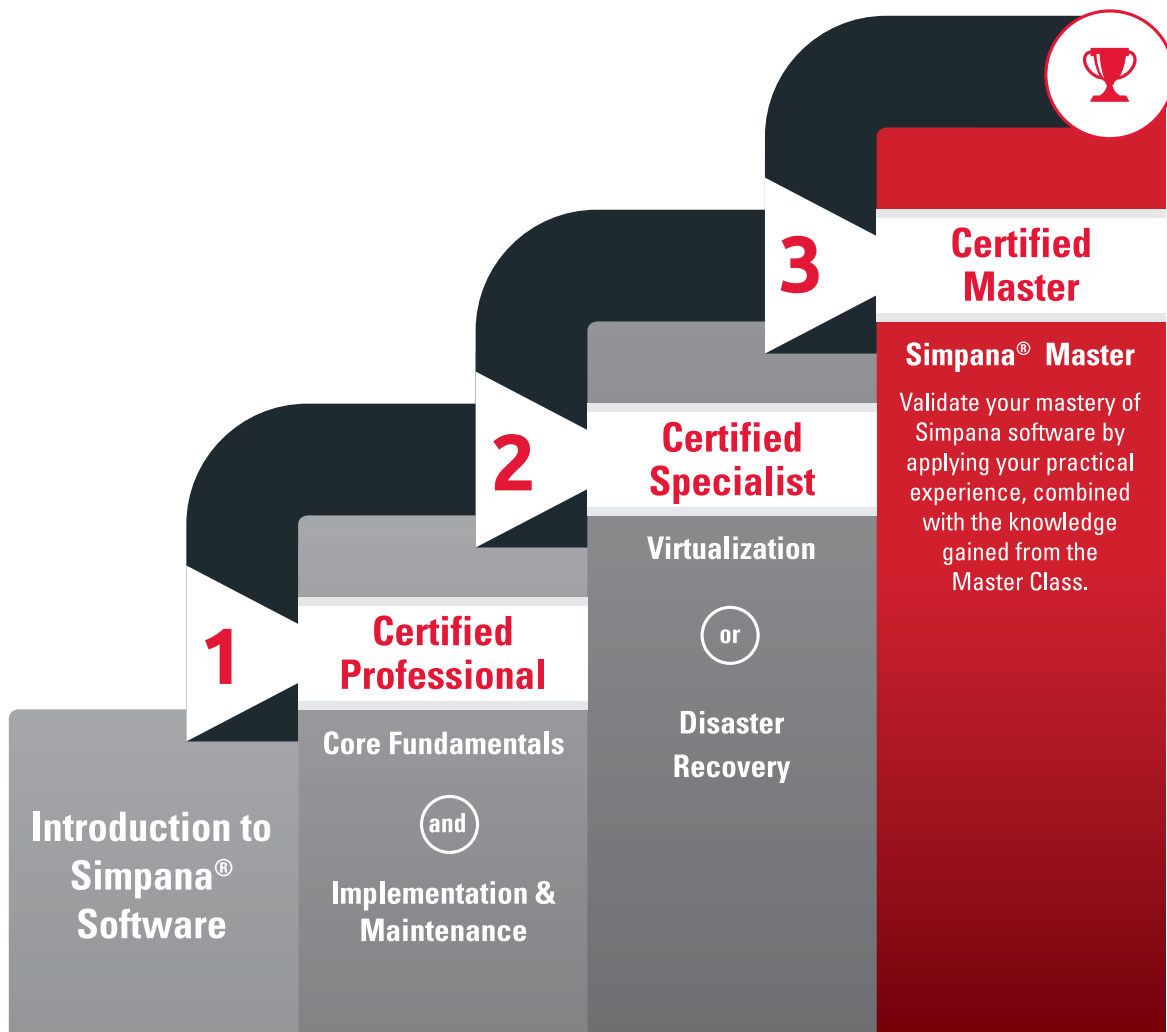 Introduction to
Simpana®
Software
1
Certified
Professional
Core Fundamentals
and
Implementation &
Maintenance
2
Certified
Specialist
Virtualization
or
Disaster
Recovery
3
Certified
Master
Simpana® Master
Validate your mastery of
Simpana software by
applying your practical
experience, combined
with the knowledge
gained from the
Master Class.